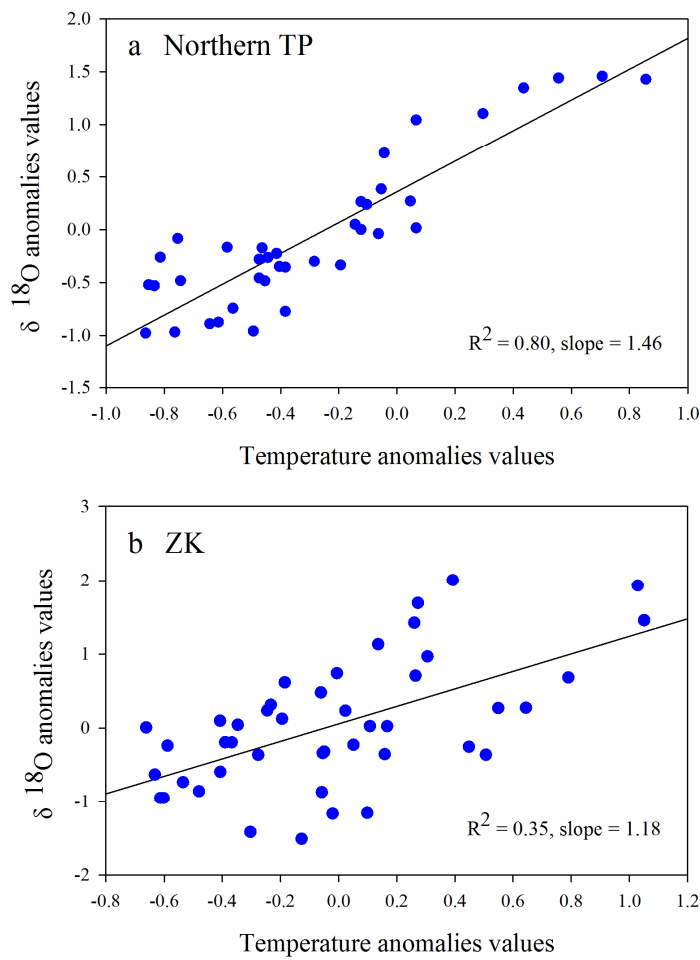 a Northern TP
2.0
1.5
1.0
0.5
0.0
-0.5
-1.0
-1.5
δ 18O anomalies values
R2 = 0.80, slope = 1.46
-1.0 -0.8 -0.6 -0.4 -0.2 0.0 0.2 0.4 0.6 0.8 1.0
Temperature anomalies values
b ZK
3
2
1
0
-1
-2
δ 18O anomalies values
R2 = 0.35, slope = 1.18
-0.8 -0.6 -0.4 -0.2 0.0 0.2 0.4 0.6 0.8 1.0 1.2
Temperature anomalies values